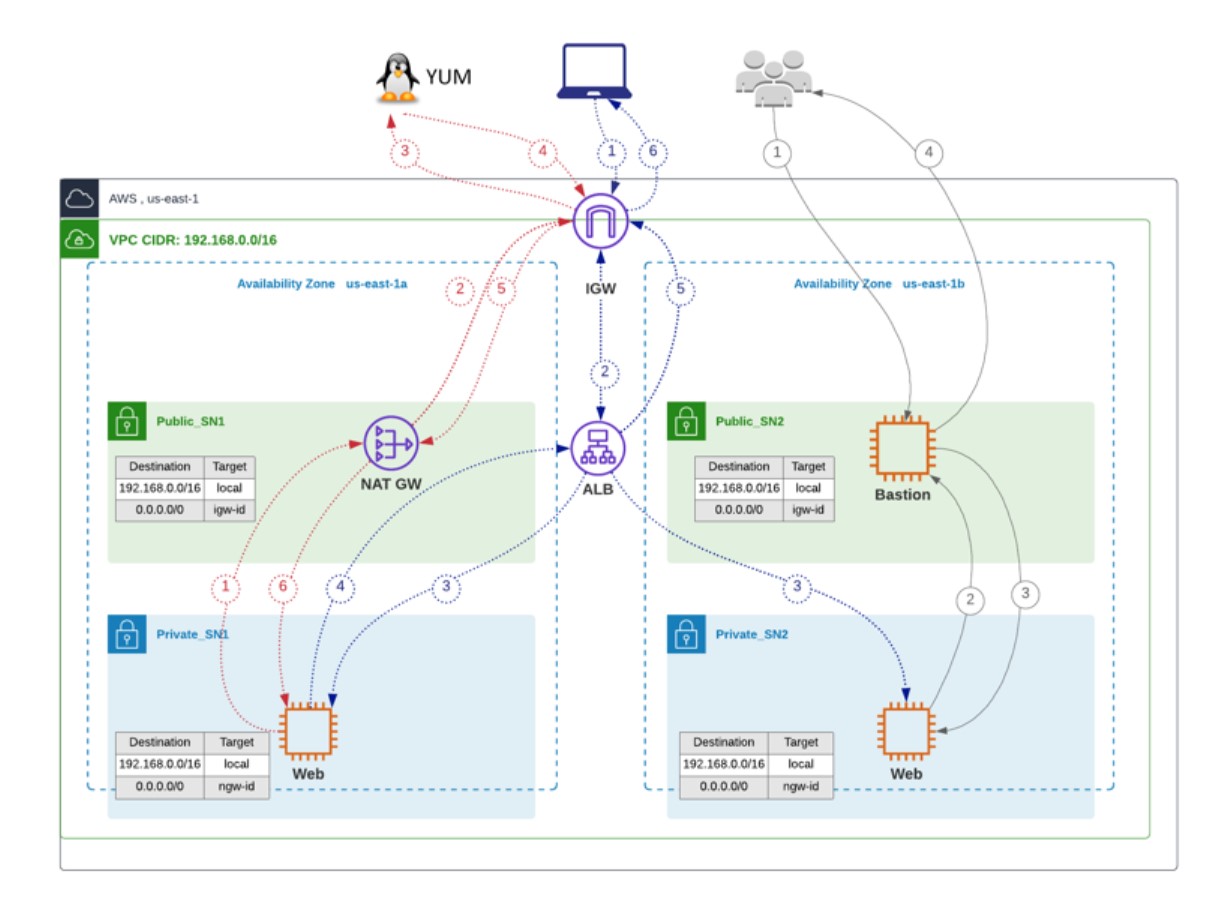 YUM
1
6
3
4
1
4
AWS , us-east-1
VPC CIDR: 192.168.0.0/16
Availability Zone us-east-1a
Availability Zone us-east-1b
2
5
IGW
5
2
Public_SN1
Destination Target
192.168.0.0/16 local
0.0.0.0/0 igw-id
NAT GW
ALB
Public_SN2
Destination Target
192.168.0.0/16 local
0.0.0.0/0 igw-id
Bastion
1
6
4
3
3
2
3
Private_SN1
Destination Target
192.168.0.0/16 local
0.0.0.0/0 ngw-id
Web
Private_SN2
Destination Target
192.168.0.0/16 local
0.0.0.0/0 ngw-id
Web